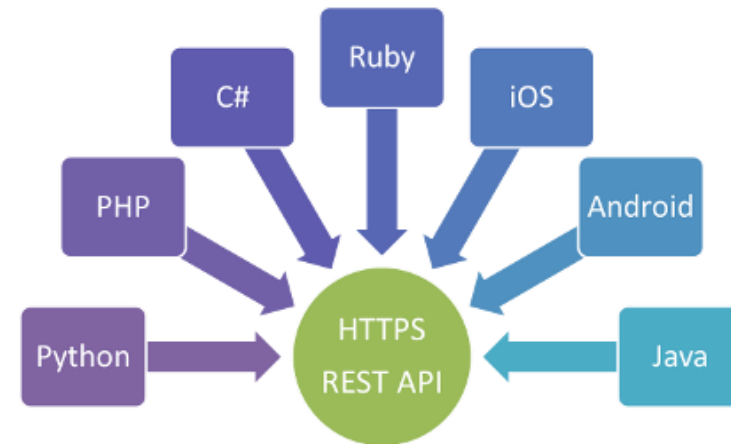 Ruby
C#
iOS
PHP
Android
HTTPS
REST API
Python
Java